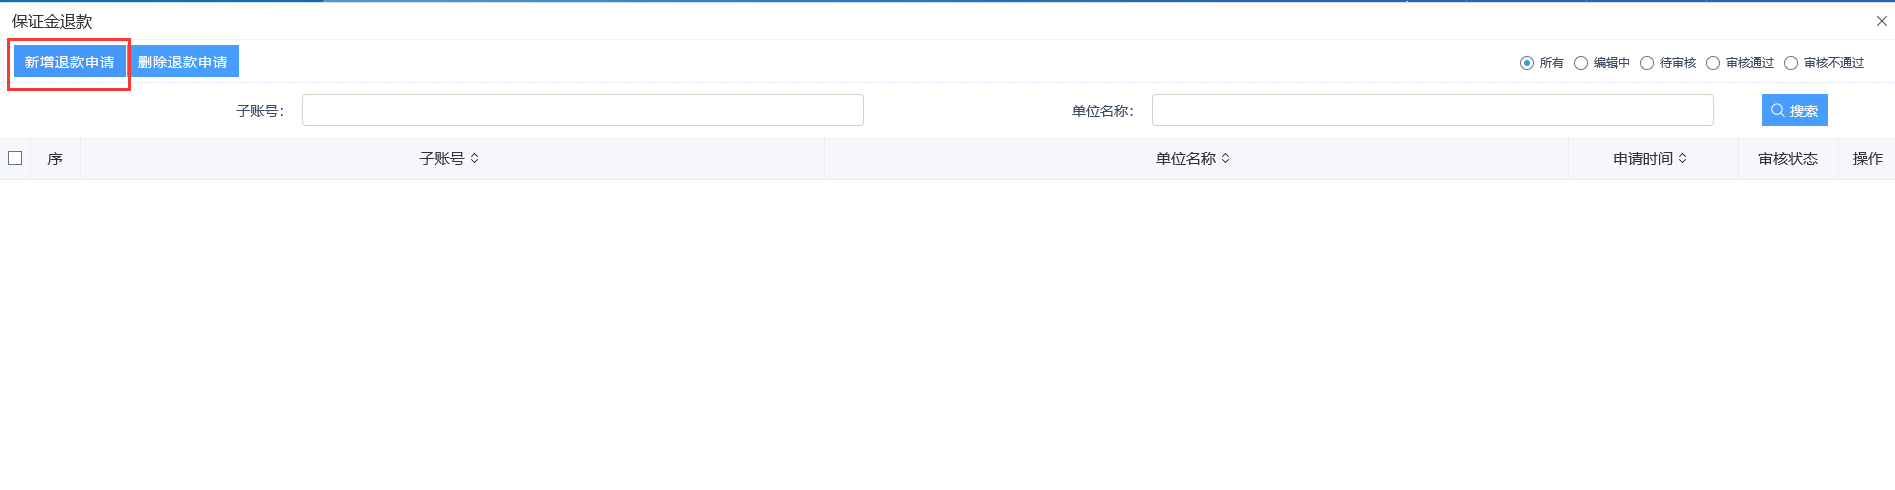 保证金退款
新增退款申请 删除退款申请 所有 编辑中 待审核 审核通过 审核不通过
子账号： 单位名称： 搜索
序 子账号 单位名称 申请时间 审核状态 操作